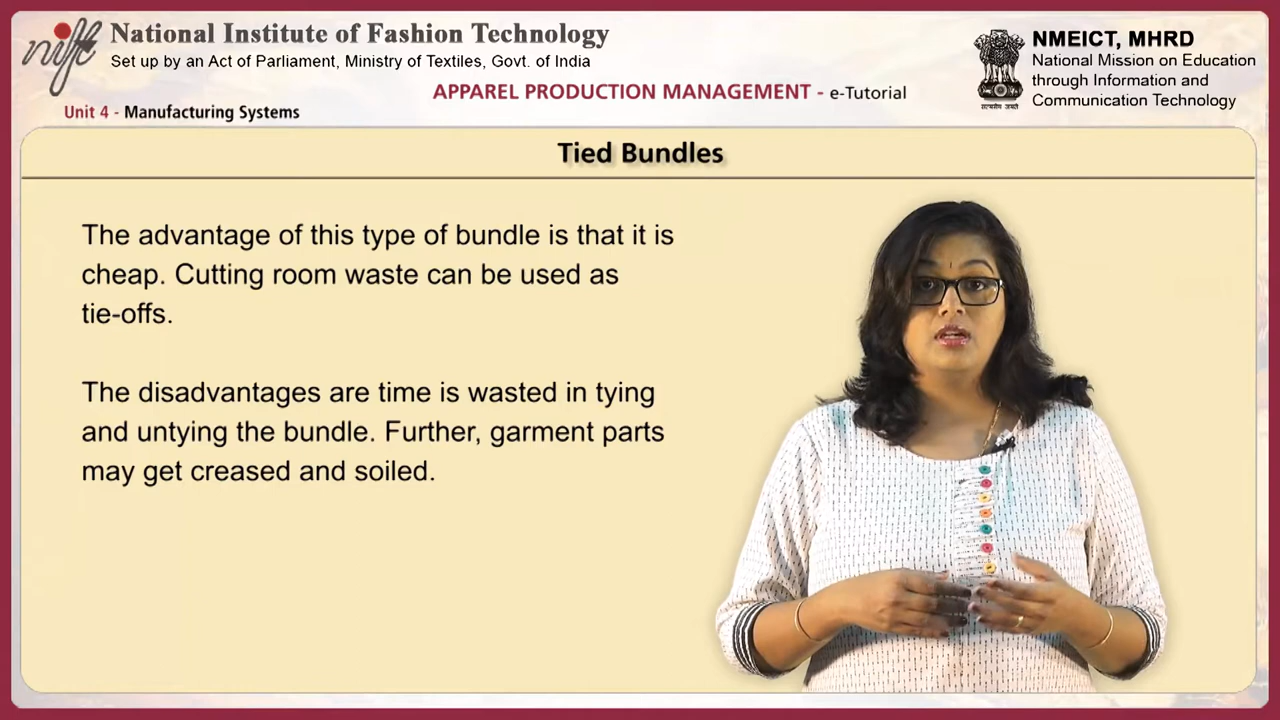 nift
National Institute of Fashion Technology
Set up by an Act of Parliament, Ministry of Textiles, Govt. of India
NMEICT, MHRD
National Mission on Education
through Information and
Communication Technology
सत्यमेव जयते
APPAREL PRODUCTION MANAGEMENT - e-Tutorial
Unit 4 - Manufacturing Systems
Tied Bundles
The advantage of this type of bundle is that it is
cheap. Cutting room waste can be used as
tie-offs.
The disadvantages are time is wasted in tying
and untying the bundle. Further, garment parts
may get creased and soiled.